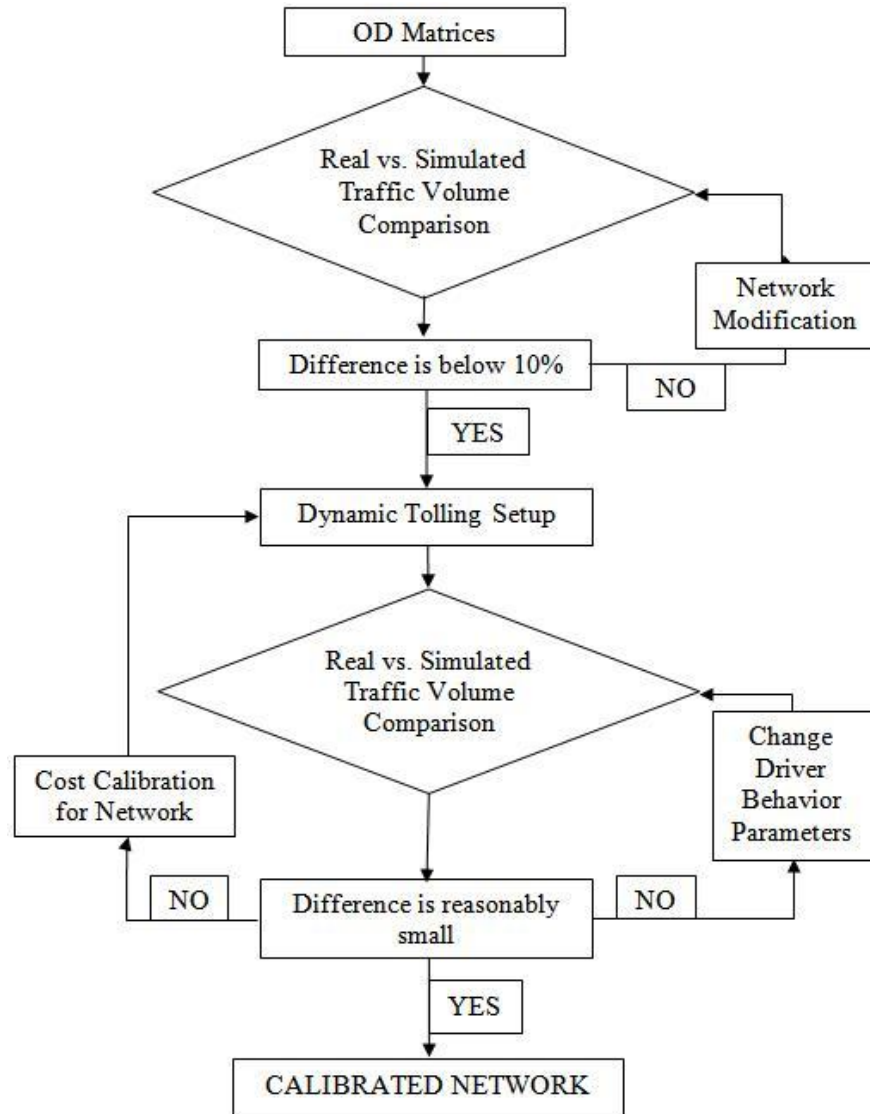 OD Matrices
Real vs. Simulated
Traffic Volume
Comparison
Network
Modification
Difference is below 10%
NO
YES
Dynamic Tolling Setup
Real vs. Simulated
Traffic Volume
Comparison
Change
Driver
Behavior
Parameters
Cost Calibration
for Network
NO
Difference is reasonably
small
NO
YES
CALIBRATED NETWORK